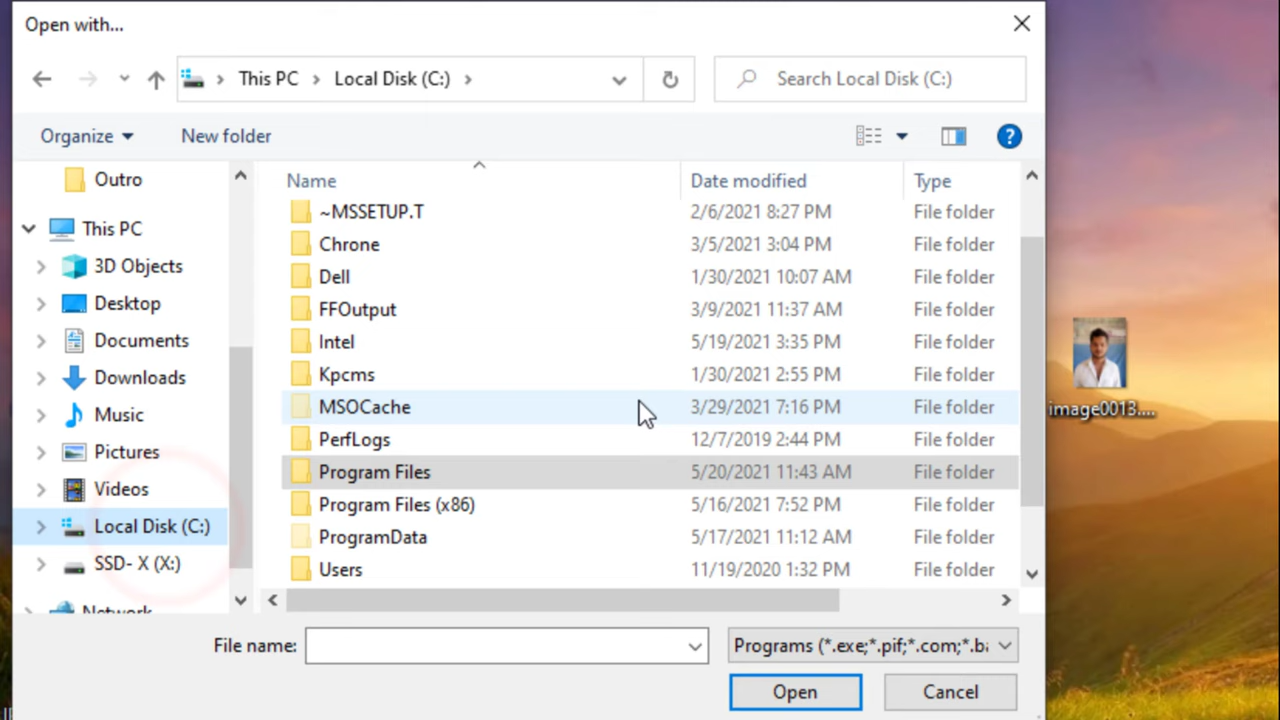 Open with...
This PC
Local Disk (C:)
Search Local Disk (C:)
Organize
New folder
?
Outro
This PC
3D Objects
Desktop
Documents
Downloads
Music
Pictures
Videos
Local Disk (C:)
SSD- X (X:)
Network
Name Date modified Type
~MSSETUP.T 2/6/2021 8:27 PM File folder
Chrone 3/5/2021 3:04 PM File folder
Dell 1/30/2021 10:07 AM File folder
FFOutput 3/9/2021 11:37 AM File folder
Intel 5/19/2021 3:35 PM File folder
Kpcms 1/30/2021 2:55 PM File folder
MSOCache 3/29/2021 7:16 PM File folder
PerfLogs 12/7/2019 2:44 PM File folder
Program Files 5/20/2021 11:43 AM File folder
Program Files (x86) 5/16/2021 7:52 PM File folder
ProgramData 5/17/2021 11:12 AM File folder
Users 11/19/2020 1:32 PM File folder
image0013....
File name:
Programs (*.exe;*.pif;*.com;*.ba
Open
Cancel